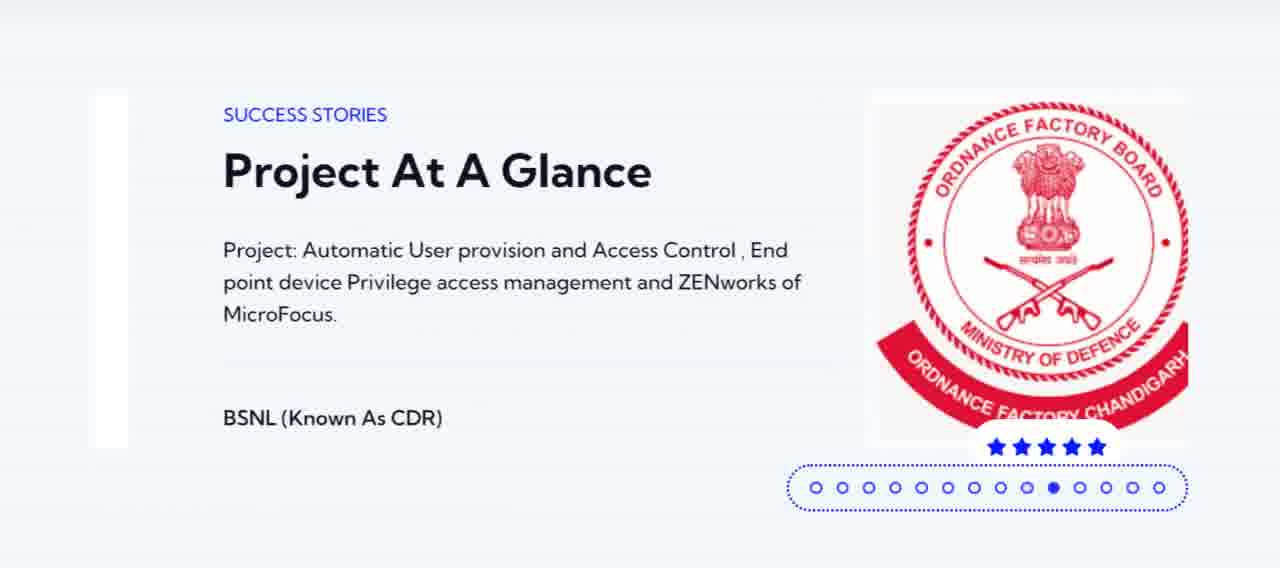 SUCCESS STORIES
Project At A Glance
Project: Automatic User provision and Access Control , End
point device Privilege access management and ZENworks of
MicroFocus.
BSNL (Known As CDR)
ORDNANCE FACTORY BOARD
सत्यमेव जयते
MINISTRY OF DEFENCE
ORDNANCE FACTORY CHANDIGARH